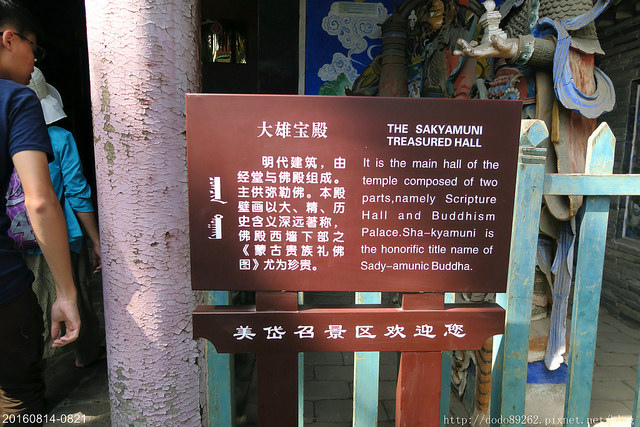 大雄宝殿
明代建筑，由
经堂与佛殿组成。
主供弥勒佛。本殿
壁画以大、精、历
史含义深远著称，
佛殿西墙下部之
《蒙古贵族礼佛
图》尤为珍贵。
THE SAKYAMUNI
TREASURED HALL
It is the main hall of the
temple composed of two
parts,namely Scripture
Hall and Buddhism
Palace.Sha-kyamuni is
the honorific title name of
Sady-amunic Buddha.
美岱召景区欢迎您
20160814-0821
http://dodo89262.pixnet.net/blog